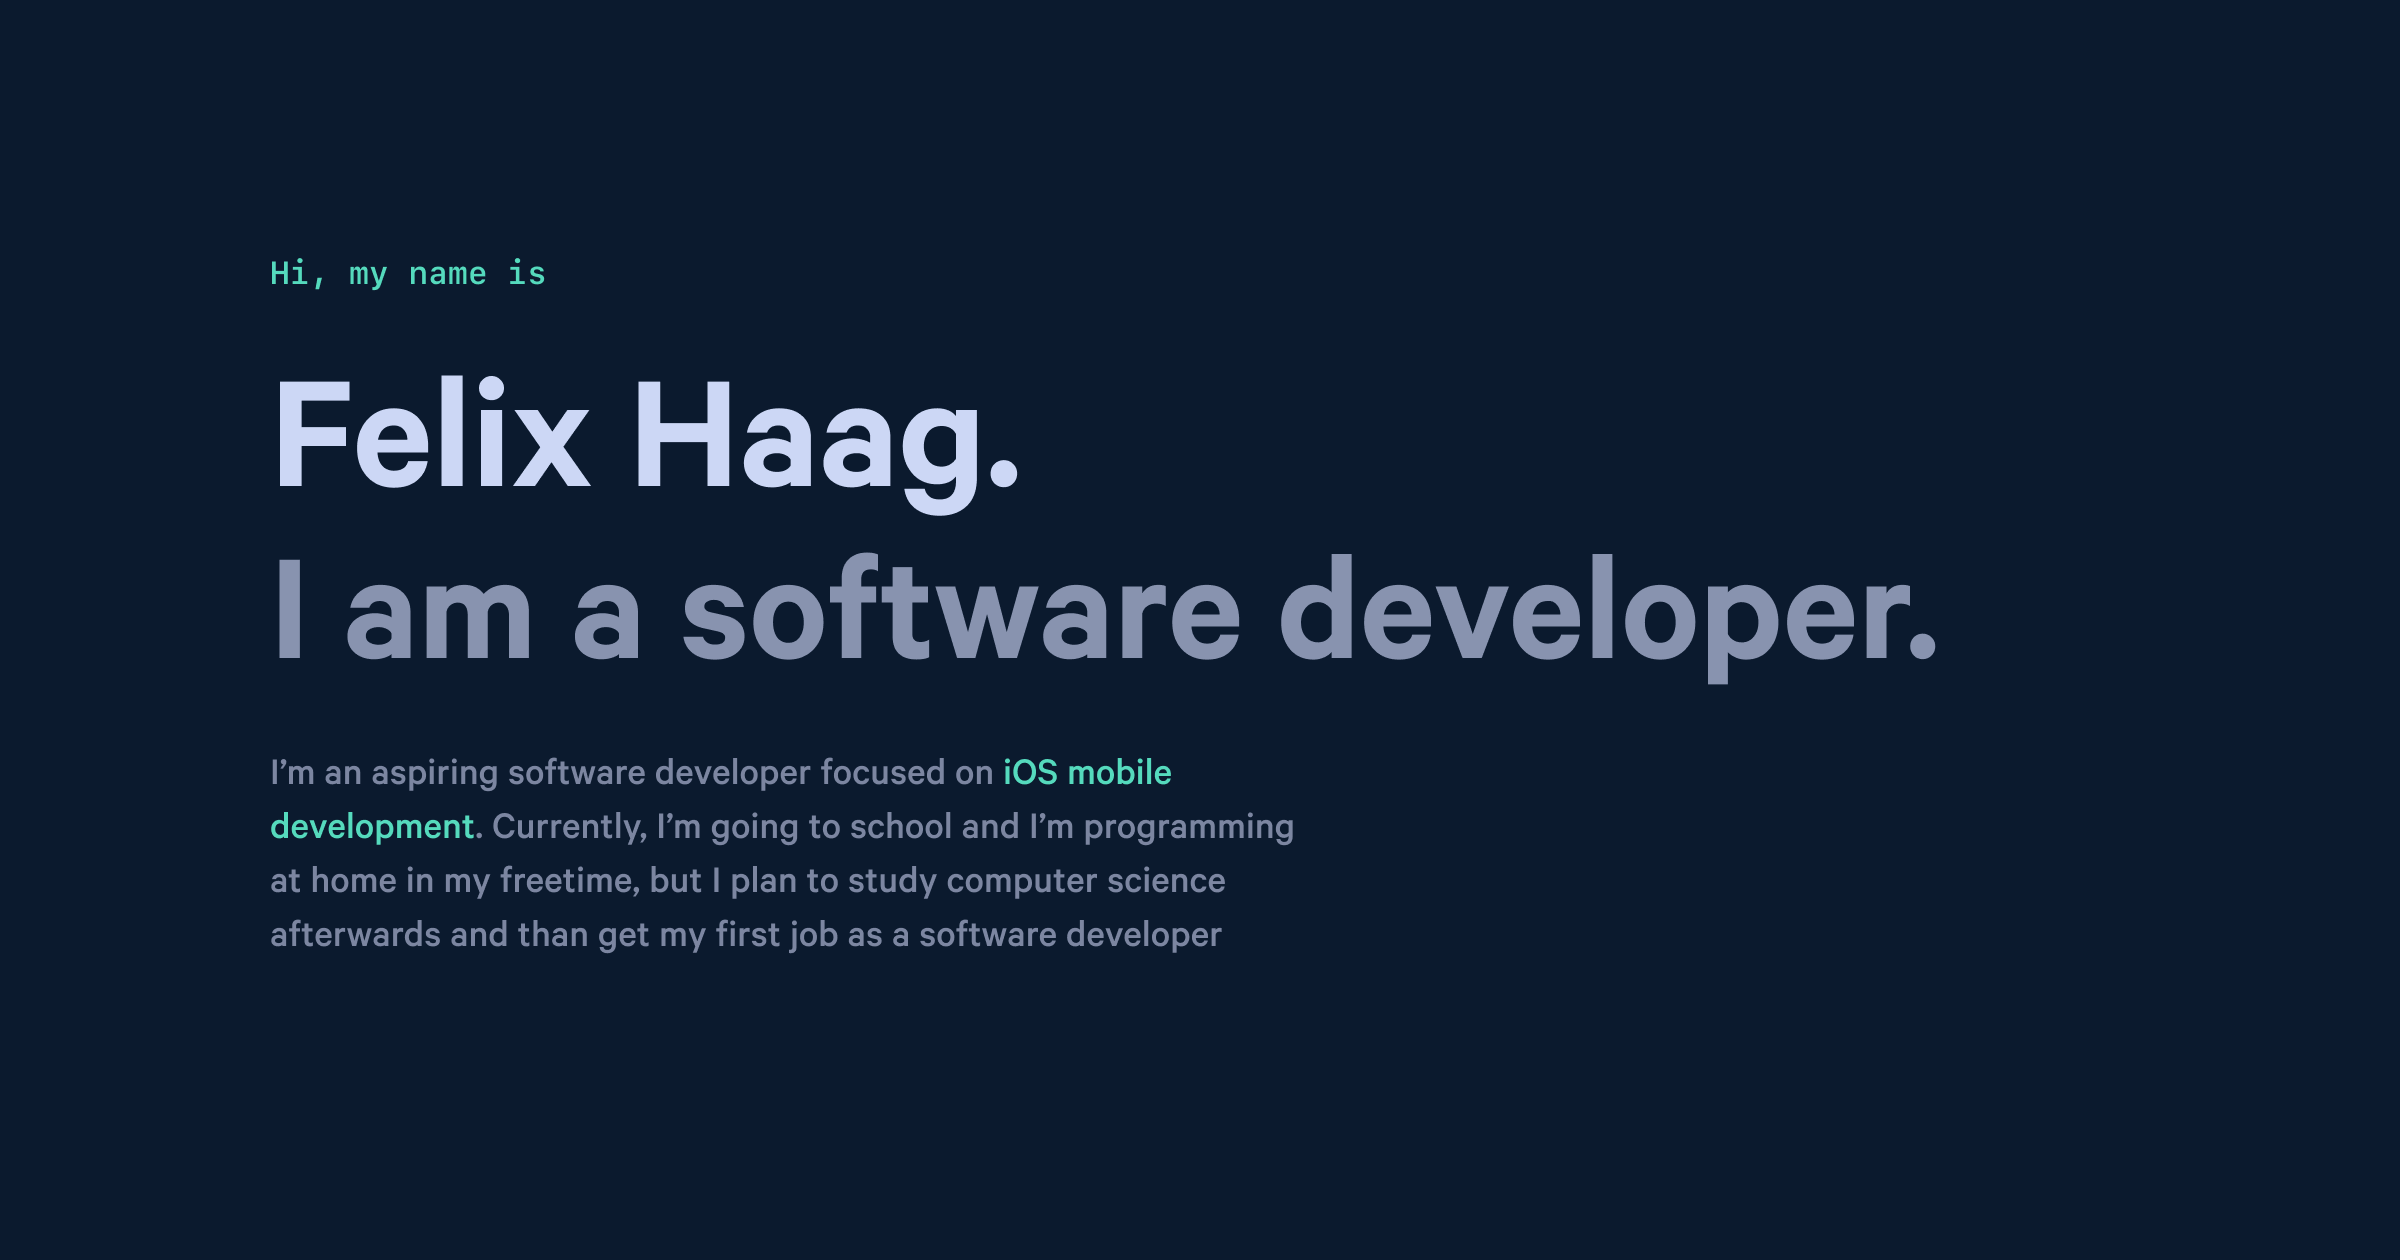 Hi, my name is
Felix Haag.
I am a software developer.
I’m an aspiring software developer focused on iOS mobile
development. Currently, I’m going to school and I’m programming
at home in my freetime, but I plan to study computer science
afterwards and than get my first job as a software developer